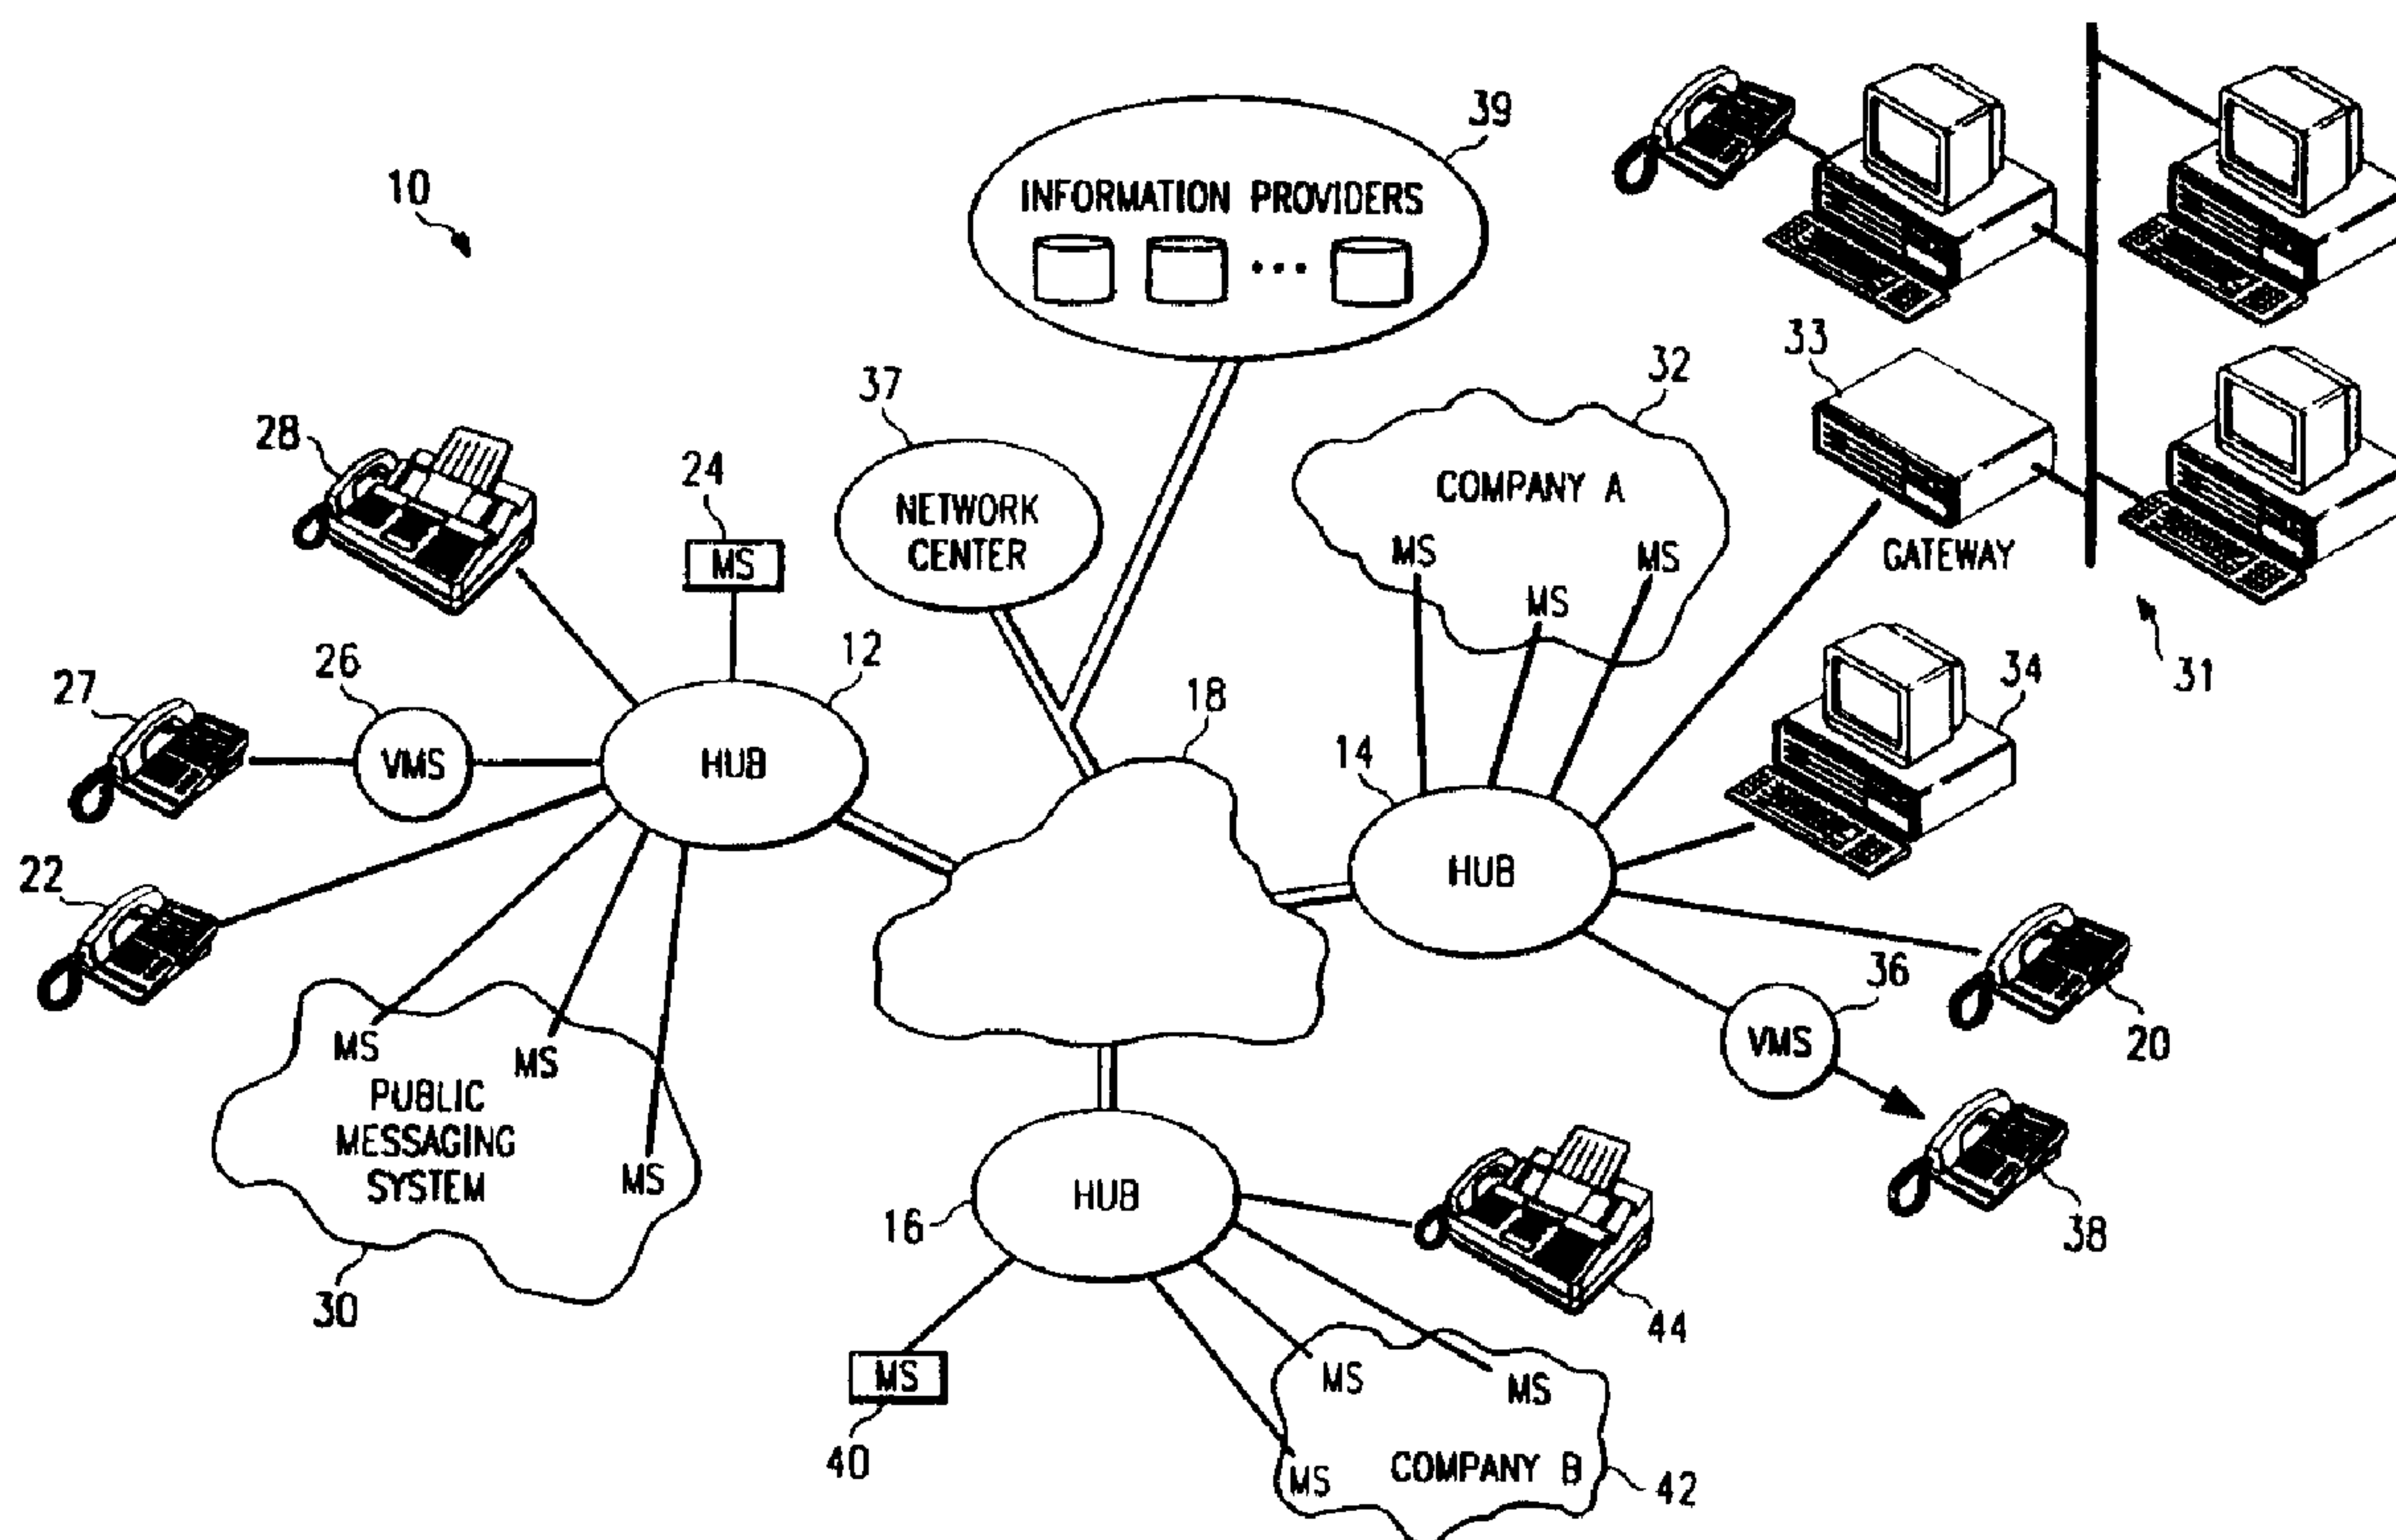 10
39
INFORMATION PROVIDERS
...
33
32
37
28
24
NETWORK
CENTER
COMPANY A
MS
MS
MS
MS
GATEWAY
26
12
27
VMS
HUB
18
14
34
31
22
HUB
36
VMS
20
MS
MS
PUBLIC
MESSAGING
SYSTEM
MS
30
16
HUB
38
44
MS
40
MS
MS
MS
COMPANY B
42